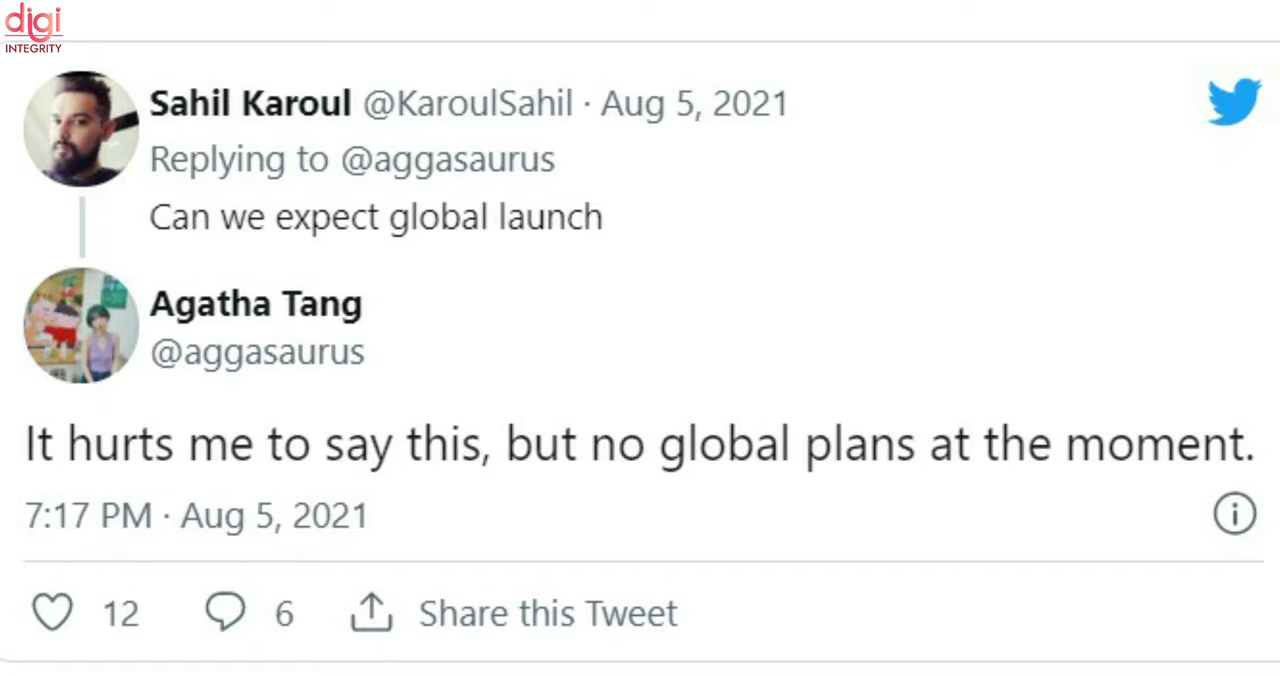 digi
INTEGRITY
Sahil Karoul @KaroulSahil · Aug 5, 2021
Replying to @aggasaurus
Can we expect global launch
Agatha Tang
@aggasaurus
It hurts me to say this, but no global plans at the moment.
7:17 PM · Aug 5, 2021
12 6 Share this Tweet